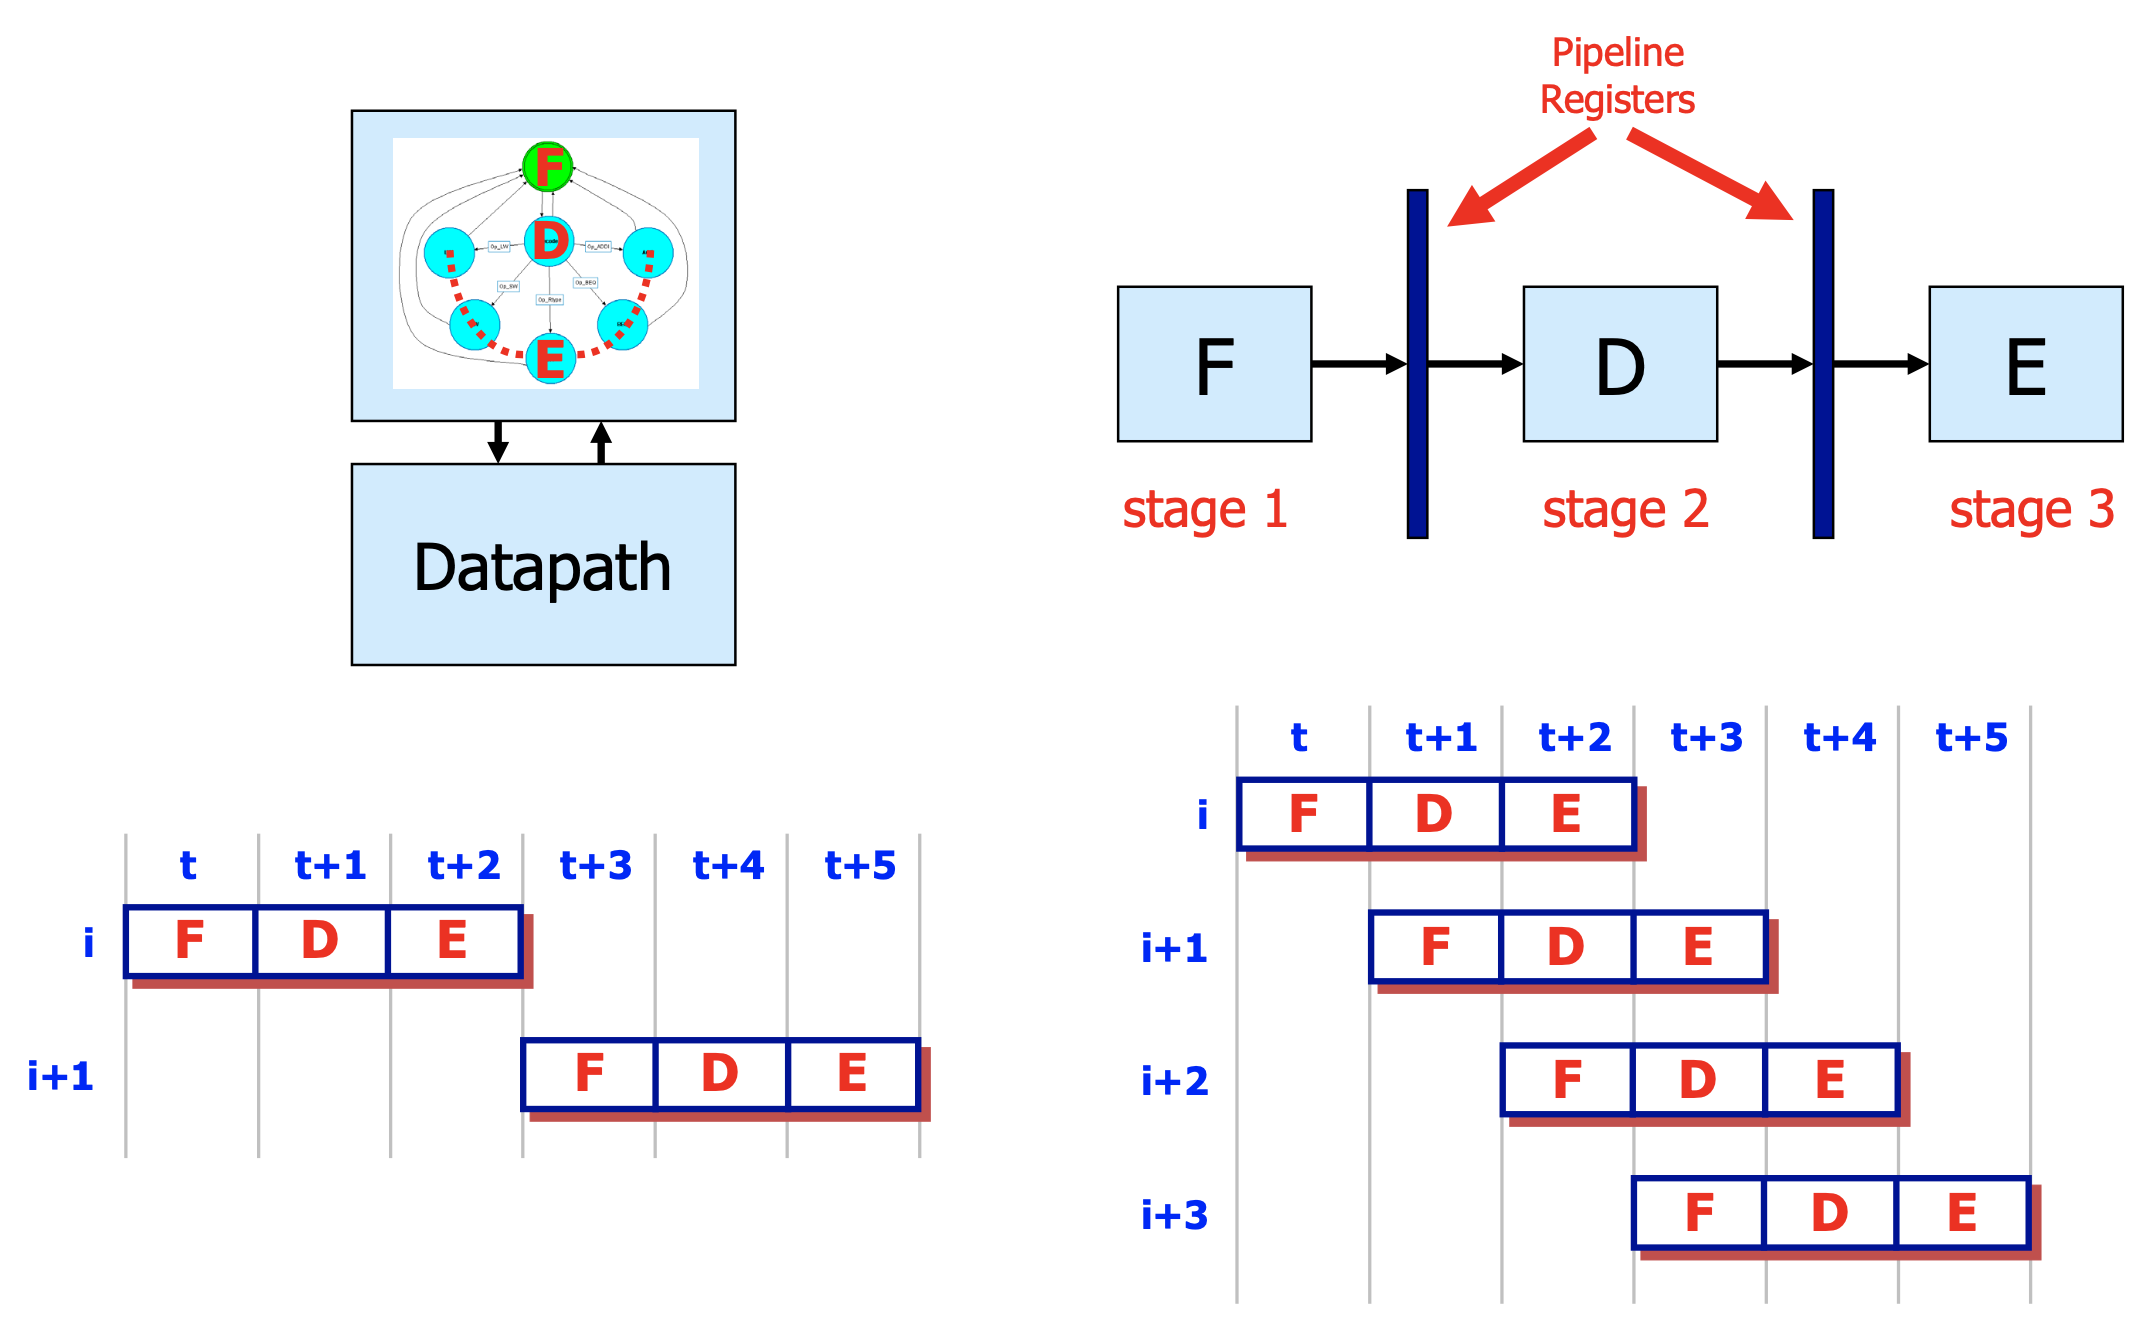 F
D
Op_LW
Op_ADDI
Op_SW
Op_BEQ
Op_Rtype
E
Datapath
t t+1 t+2 t+3 t+4 t+5
i F D E
i+1 F D E
Pipeline
Registers
F D E
stage 1 stage 2 stage 3
t t+1 t+2 t+3 t+4 t+5
i F D E
i+1 F D E
i+2 F D E
i+3 F D E